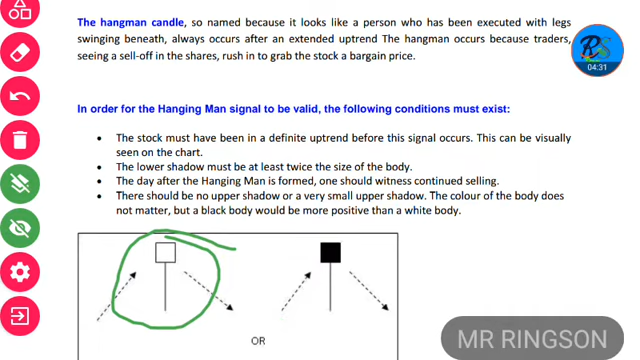 The hangman candle, so named because it looks like a person who has been executed with legs
swinging beneath, always occurs after an extended uptrend The hangman occurs because traders,
seeing a sell-off in the shares, rush in to grab the stock a bargain price.
RS
04:31
In order for the Hanging Man signal to be valid, the following conditions must exist:
• The stock must have been in a definite uptrend before this signal occurs. This can be visually
seen on the chart.
• The lower shadow must be at least twice the size of the body.
• The day after the Hanging Man is formed, one should witness continued selling.
• There should be no upper shadow or a very small upper shadow. The colour of the body does
not matter, but a black body would be more positive than a white body.
OR
MR RINGSON